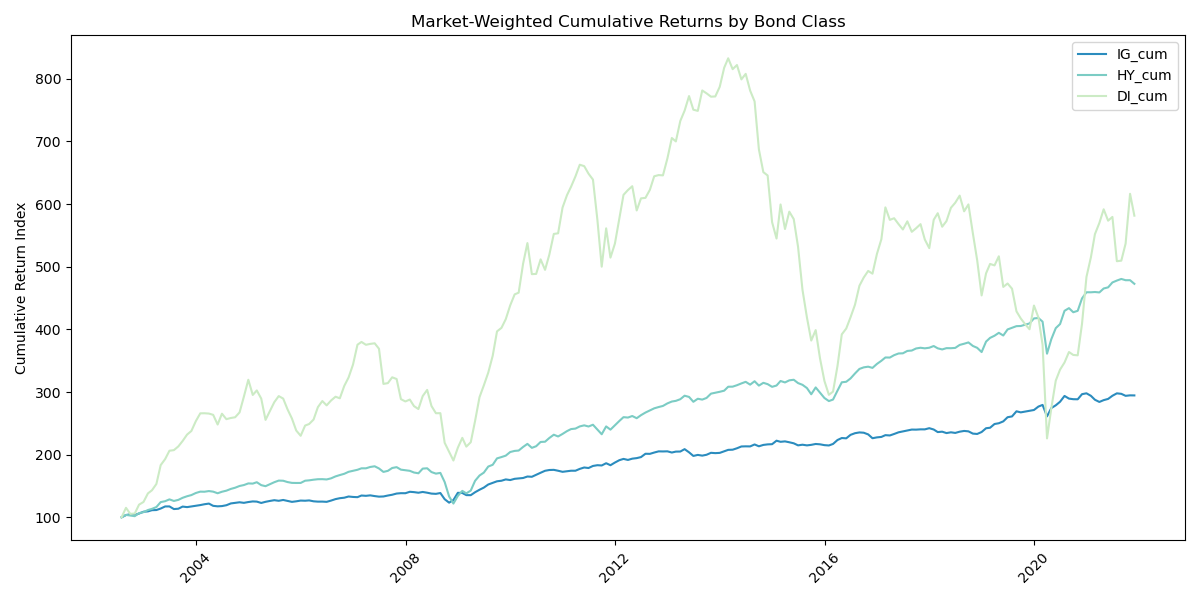 Market-Weighted Cumulative Returns by Bond Class
IG_cum
HY_cum
DI_cum
Cumulative Return Index
800
700
600
500
400
300
200
100
2004
2008
2012
2016
2020